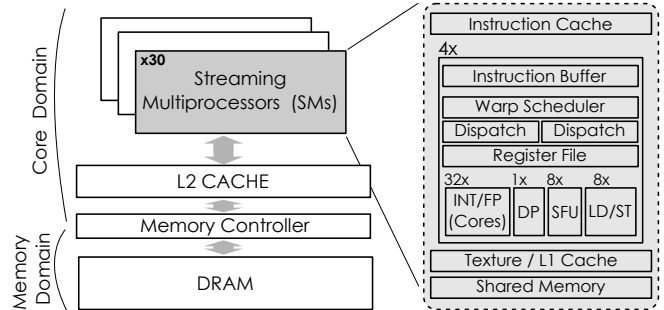 Core Domain
Memory
Domain
x30
Streaming
Multiprocessors (SMs)
L2 CACHE
Memory Controller
DRAM
Instruction Cache
4x
Instruction Buffer
Warp Scheduler
Dispatch Dispatch
Register File
32x 1x 8x 8x
INT/FP
(Cores) DP SFU LD/ST
Texture / L1 Cache
Shared Memory